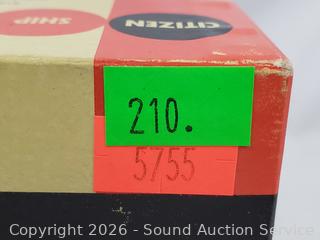 SHIP CITIZEN
210.
5755
Copyright 2026 - Sound Auction Service